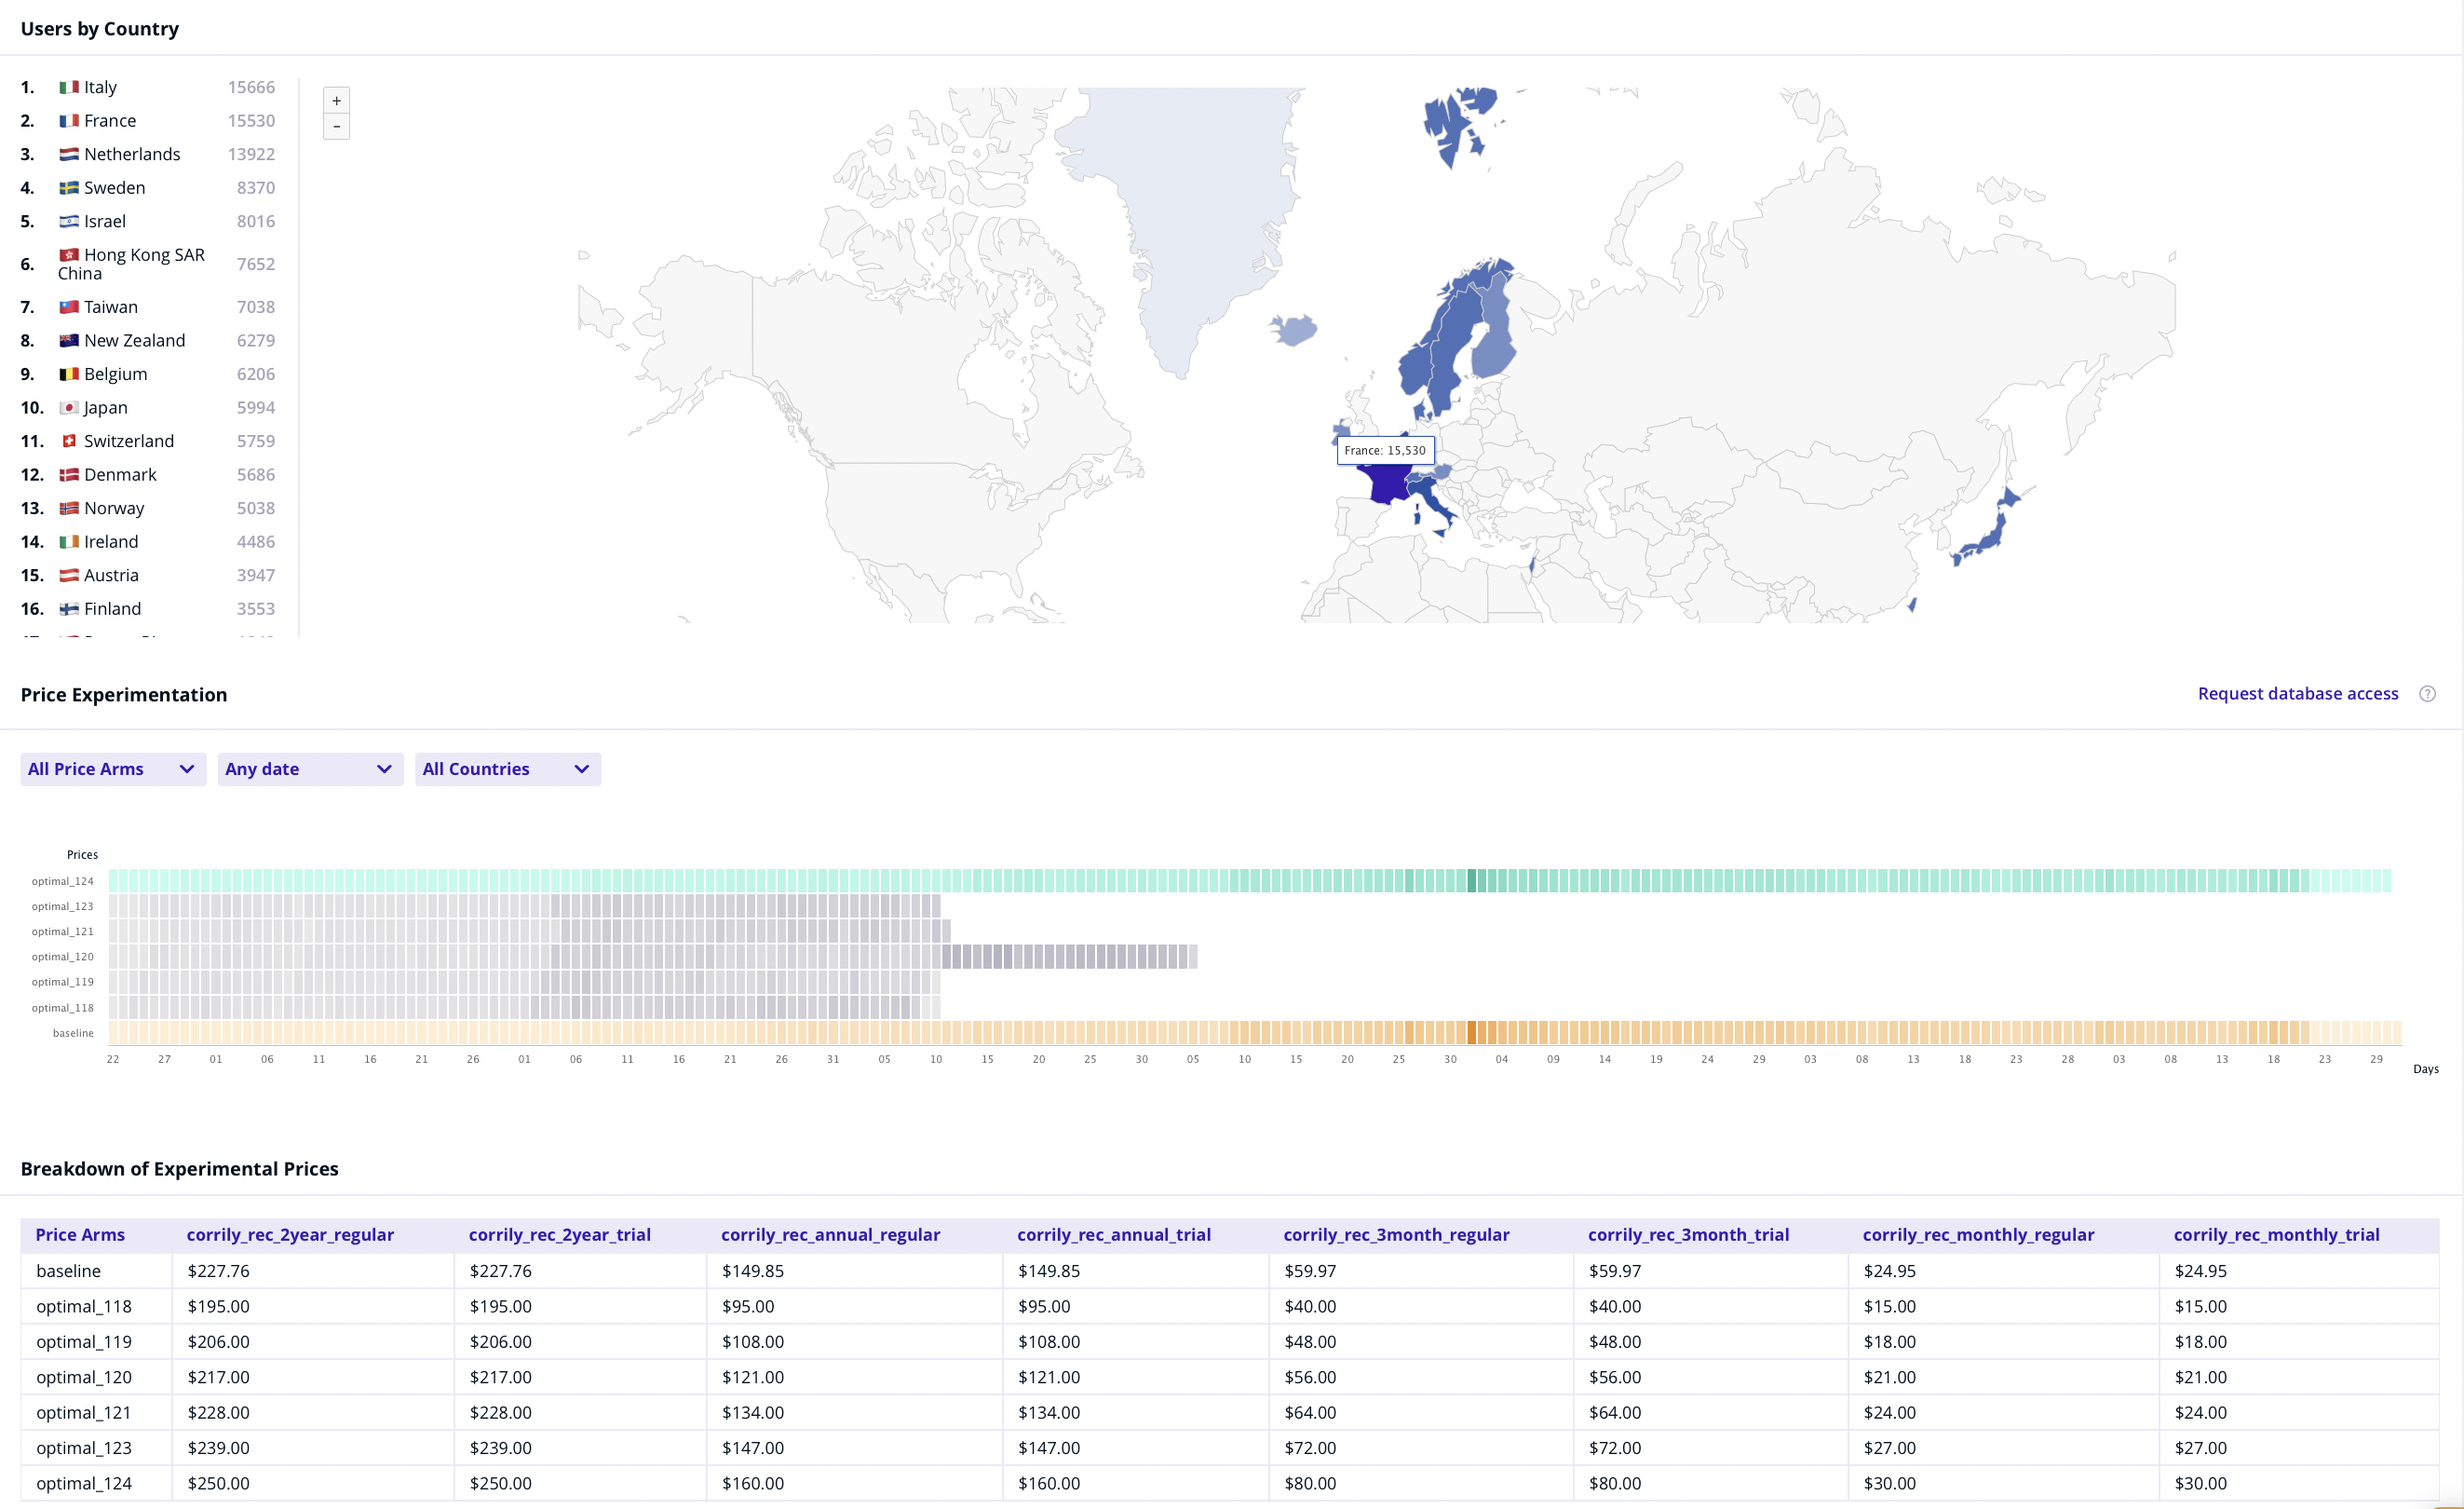 Users by Country
1. Italy 15666
2. France 15530
3. Netherlands 13922
4. Sweden 8370
5. Israel 8016
6. Hong Kong SAR China 7652
7. Taiwan 7038
8. New Zealand 6279
9. Belgium 6206
10. Japan 5994
11. Switzerland 5759
12. Denmark 5686
13. Norway 5038
14. Ireland 4486
15. Austria 3947
16. Finland 3553
+
-
France: 15,530
Price Experimentation
Request database access ?
All Price Arms Any date All Countries
Prices
optimal_124
optimal_123
optimal_121
optimal_120
optimal_119
optimal_118
baseline
22 27 01 06 11 16 21 26 01 06 11 16 21 26 31 05 10 15 20 25 30 05 10 15 20 25 30 04 09 14 19 24 29 03 08 13 18 23 28 03 08 13 18 23 29
Days
Breakdown of Experimental Prices
Price Arms corrily_rec_2year_regular corrily_rec_2year_trial corrily_rec_annual_regular corrily_rec_annual_trial corrily_rec_3month_regular corrily_rec_3month_trial corrily_rec_monthly_regular corrily_rec_monthly_trial
baseline $227.76 $227.76 $149.85 $149.85 $59.97 $59.97 $24.95 $24.95
optimal_118 $195.00 $195.00 $95.00 $95.00 $40.00 $40.00 $15.00 $15.00
optimal_119 $206.00 $206.00 $108.00 $108.00 $48.00 $48.00 $18.00 $18.00
optimal_120 $217.00 $217.00 $121.00 $121.00 $56.00 $56.00 $21.00 $21.00
optimal_121 $228.00 $228.00 $134.00 $134.00 $64.00 $64.00 $24.00 $24.00
optimal_123 $239.00 $239.00 $147.00 $147.00 $72.00 $72.00 $27.00 $27.00
optimal_124 $250.00 $250.00 $160.00 $160.00 $80.00 $80.00 $30.00 $30.00